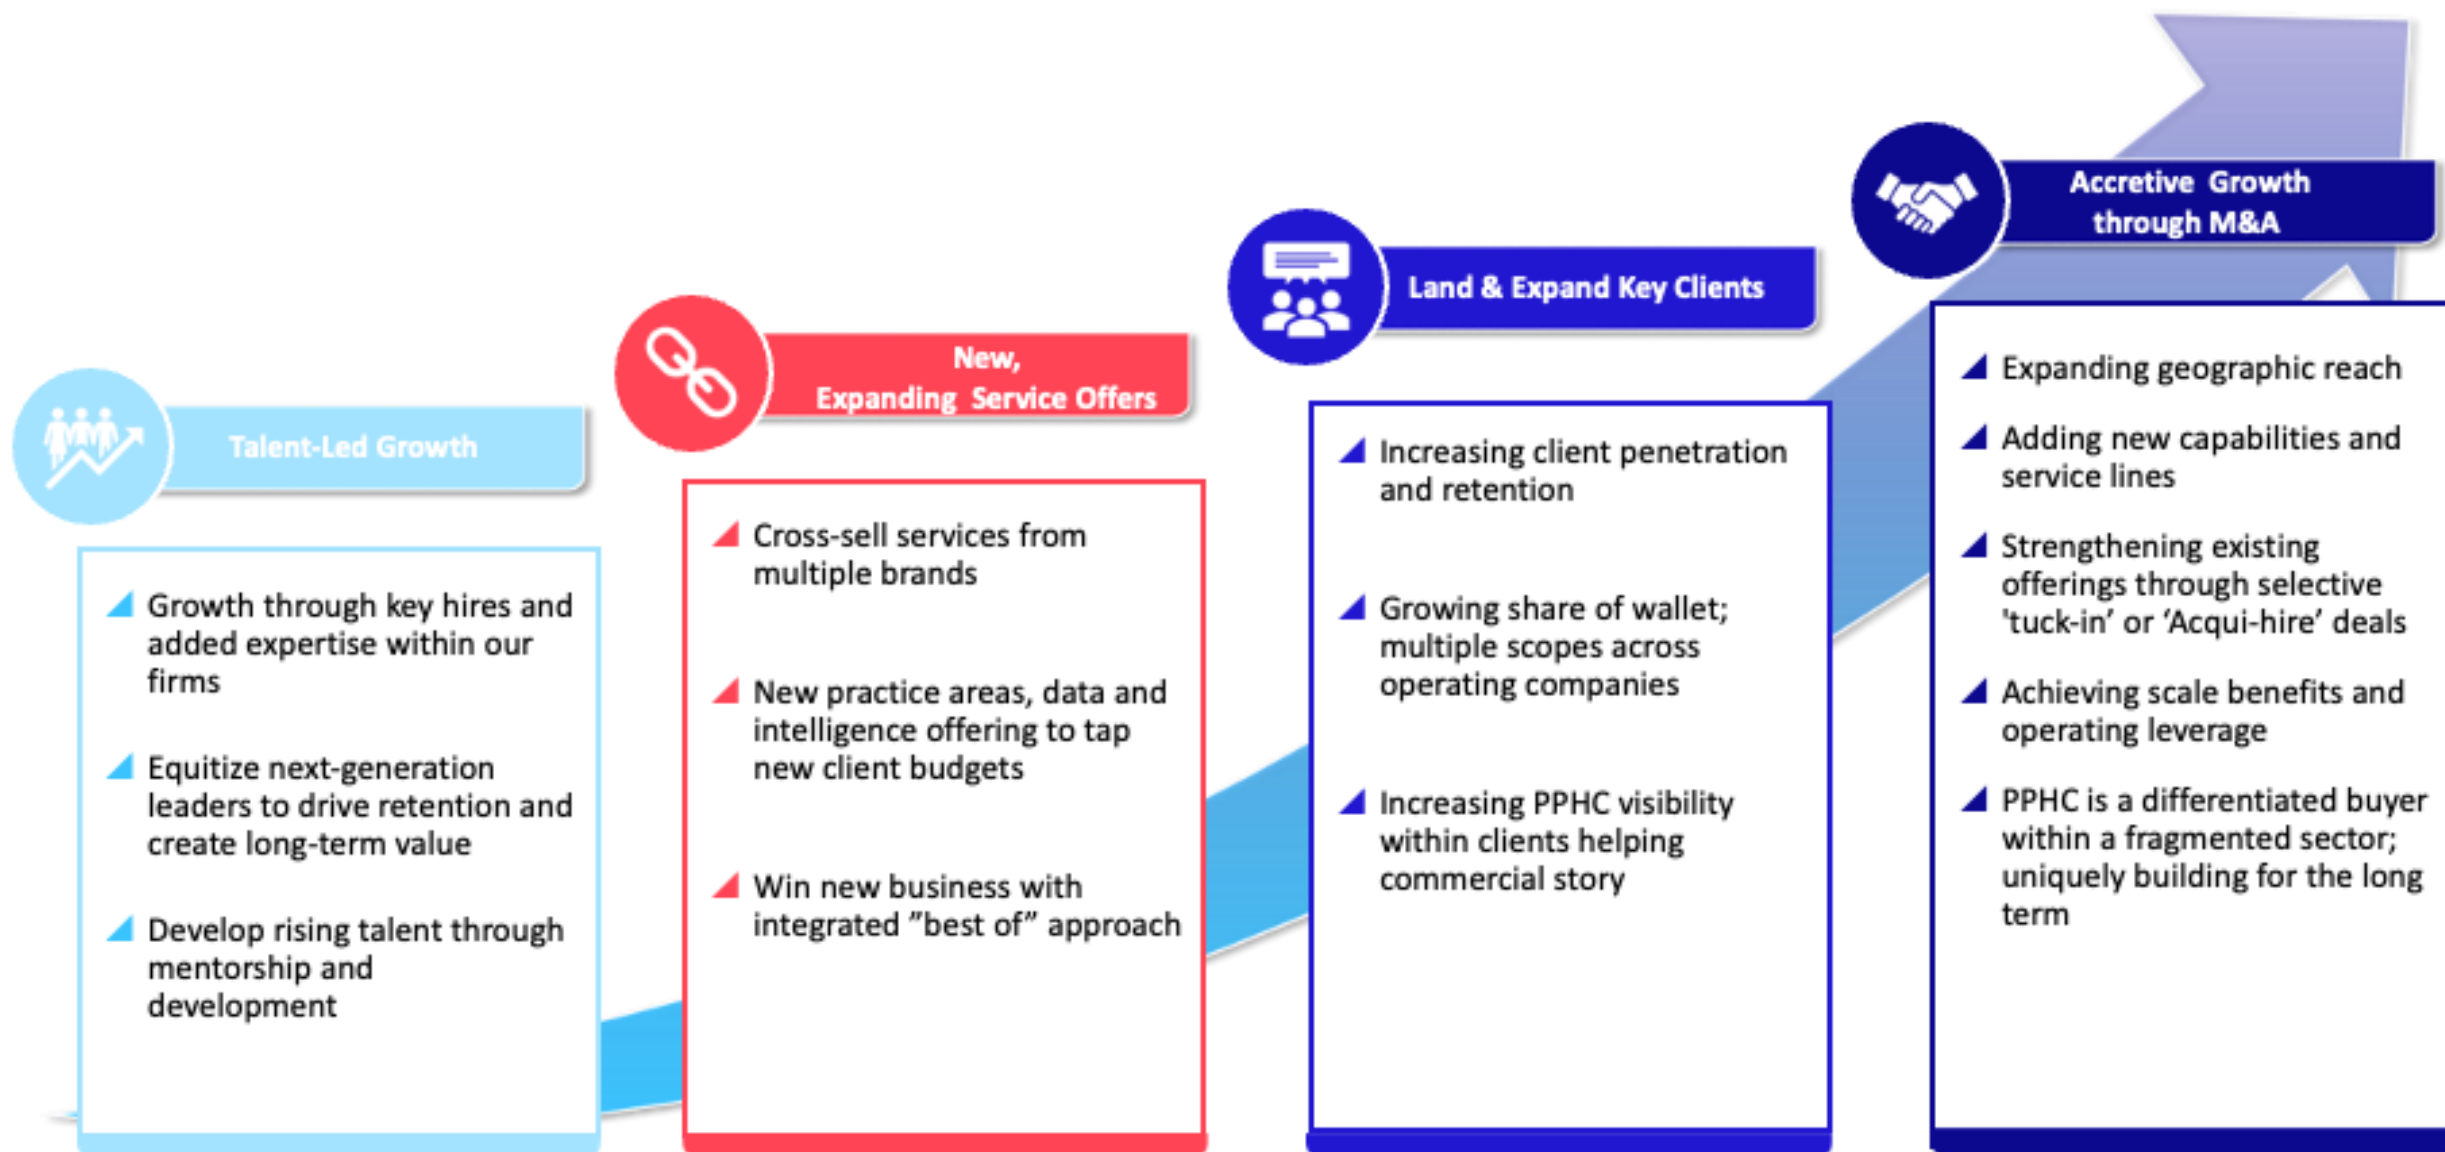 Talent-Led Growth
Growth through key hires and
added expertise within our
firms
Equitize next-generation
leaders to drive retention and
create long-term value
Develop rising talent through
mentorship and
development
New,
Expanding Service Offers
Cross-sell services from
multiple brands
New practice areas, data and
intelligence offering to tap
new client budgets
Win new business with
integrated ”best of” approach
Land & Expand Key Clients
Increasing client penetration
and retention
Growing share of wallet;
multiple scopes across
operating companies
Increasing PPHC visibility
within clients helping
commercial story
Accretive Growth
through M&A
Expanding geographic reach
Adding new capabilities and
service lines
Strengthening existing
offerings through selective
'tuck-in’ or ‘Acqui-hire’ deals
Achieving scale benefits and
operating leverage
PPHC is a differentiated buyer
within a fragmented sector;
uniquely building for the long
term